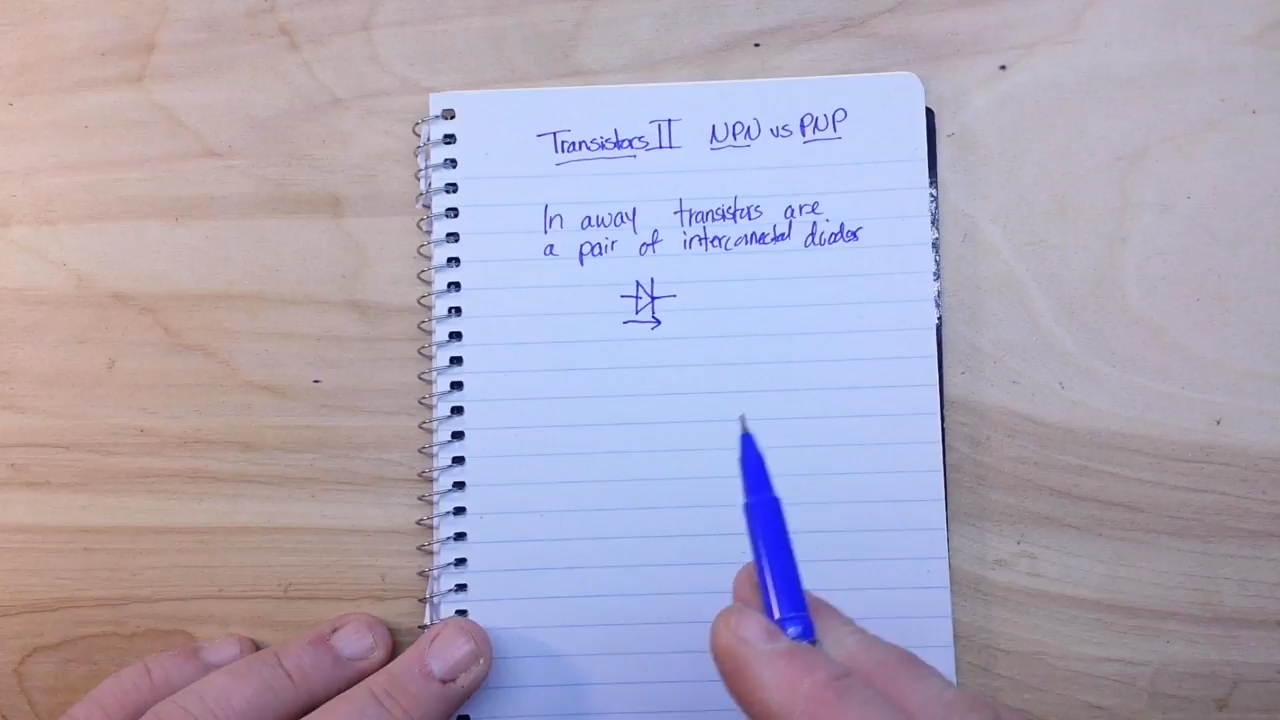 Transistors II NPN vs PNP
In away transistors are
a pair of interconnected diodes